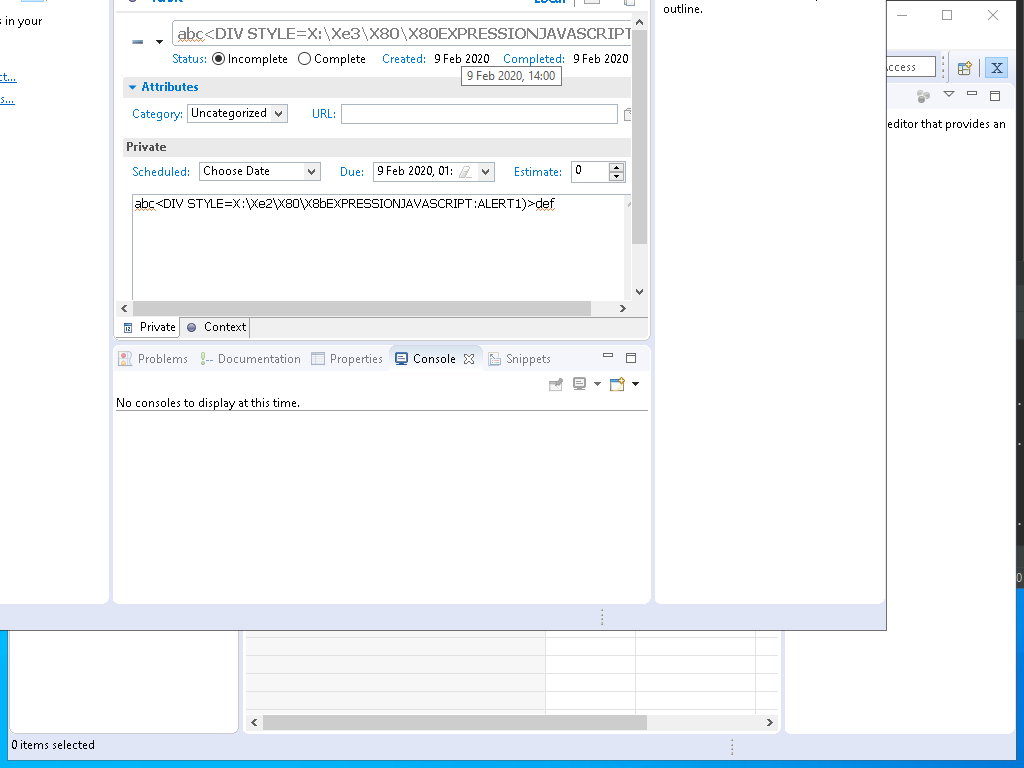 s in your
outline.
abc<DIV STYLE=X:\Xe3\X80\X80EXPRESSIONJAVASCRIPT
Status: Incomplete Complete Created: 9 Feb 2020 Completed: 9 Feb 2020
9 Feb 2020, 14:00
ct...
s...
Attributes
Category: Uncategorized URL:
Private
Scheduled: Choose Date Due: 9 Feb 2020, 01: Estimate: 0
abc<DIV STYLE=X:\Xe2\X80\X8bEXPRESSIONJAVASCRIPT:ALERT1)>def
Private Context
Problems Documentation Properties Console Snippets
No consoles to display at this time.
ccess
editor that provides an
0 items selected